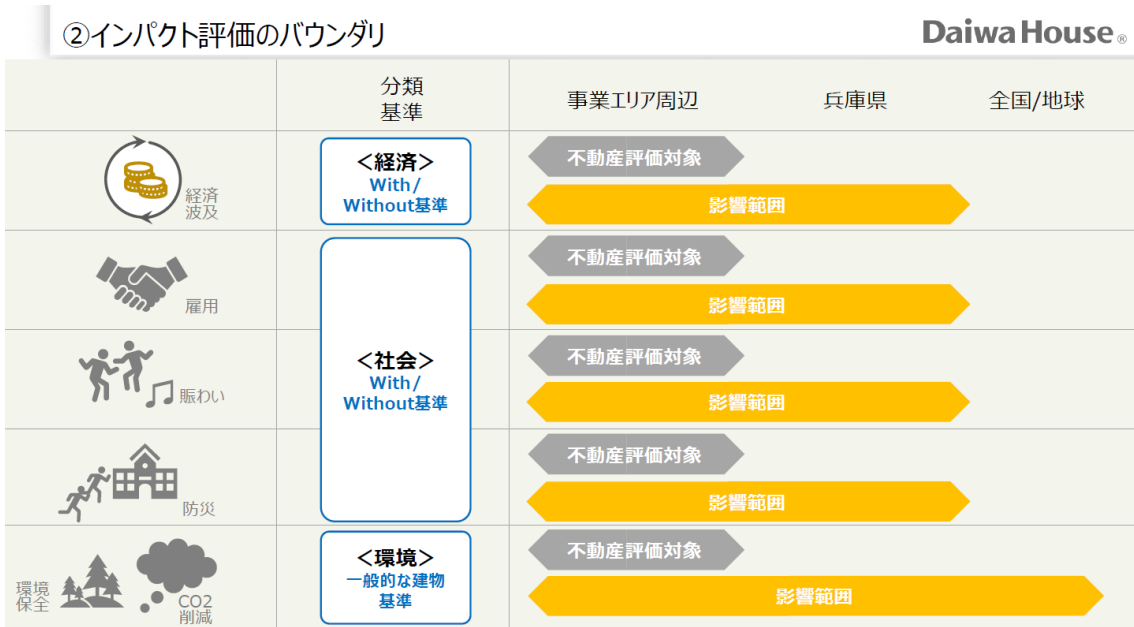 ②インパクト評価のバウンダリ
Daiwa House®
分類
基準
事業エリア周辺
兵庫県
全国/地球
経済
波及
<経済>
With/
Without基準
不動産評価対象
影響範囲
雇用
<社会>
With/
Without基準
不動産評価対象
影響範囲
賑わい
不動産評価対象
影響範囲
防災
不動産評価対象
影響範囲
環境
保全
CO2
削減
<環境>
一般的な建物
基準
不動産評価対象
影響範囲